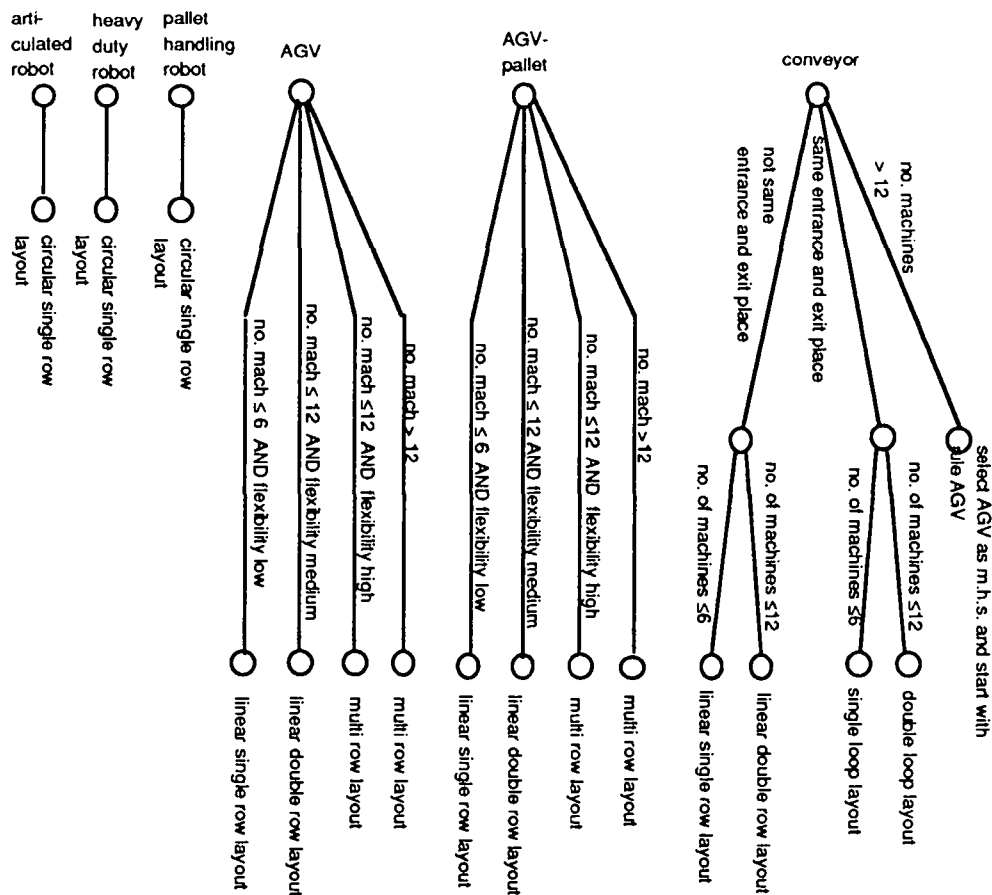 arti-
culated
robot
heavy
duty
robot
pallet
handling
robot
AGV
AGV-
pallet
conveyor
circular single row
layout
circular single row
layout
circular single row
layout
no. mach ≤ 6 AND flexibility low
no. mach ≤ 12 AND flexibility medium
no. mach ≤12 AND flexibility high
no. mach > 12
linear single row layout
linear double row layout
multi row layout
multi row layout
no. mach ≤ 6 AND flexibility low
no. mach ≤ 12 AND flexibility medium
no. mach ≤12 AND flexibility high
no. mach > 12
linear single row layout
linear double row layout
multi row layout
multi row layout
not same
entrance and exit place
same entrance and exit place
no. machines
> 12
no. of machines ≤6
no. of machines ≤12
no. of machines ≤6
no. of machines ≤12
select AGV as m.h.s. and start with
rule AGV
linear single row layout
linear double row layout
single loop layout
double loop layout